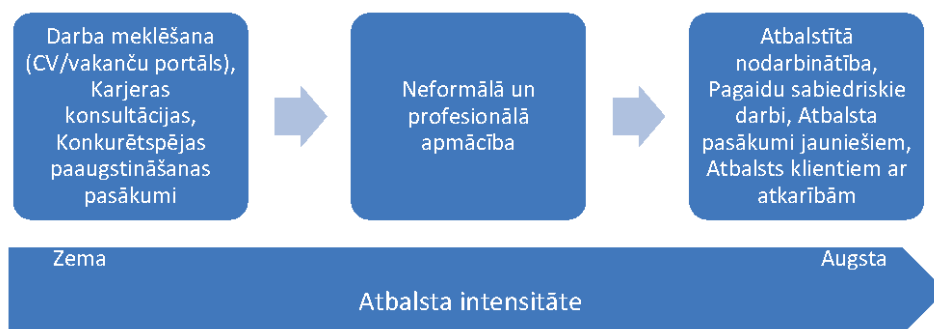 Darba meklēšana
(CV/vakanču portāls),
Karjeras
konsultācijas,
Konkurētspējas
paaugstināšanas
pasākumi
Neformālā un
profesionālā
apmācība
Atbalstītā
nodarbinātība,
Pagaidu sabiedriskie
darbi, Atbalsta
pasākumi jauniešiem,
Atbalsts klientiem ar
atkarībām
Zema
Augsta
Atbalsta intensitāte